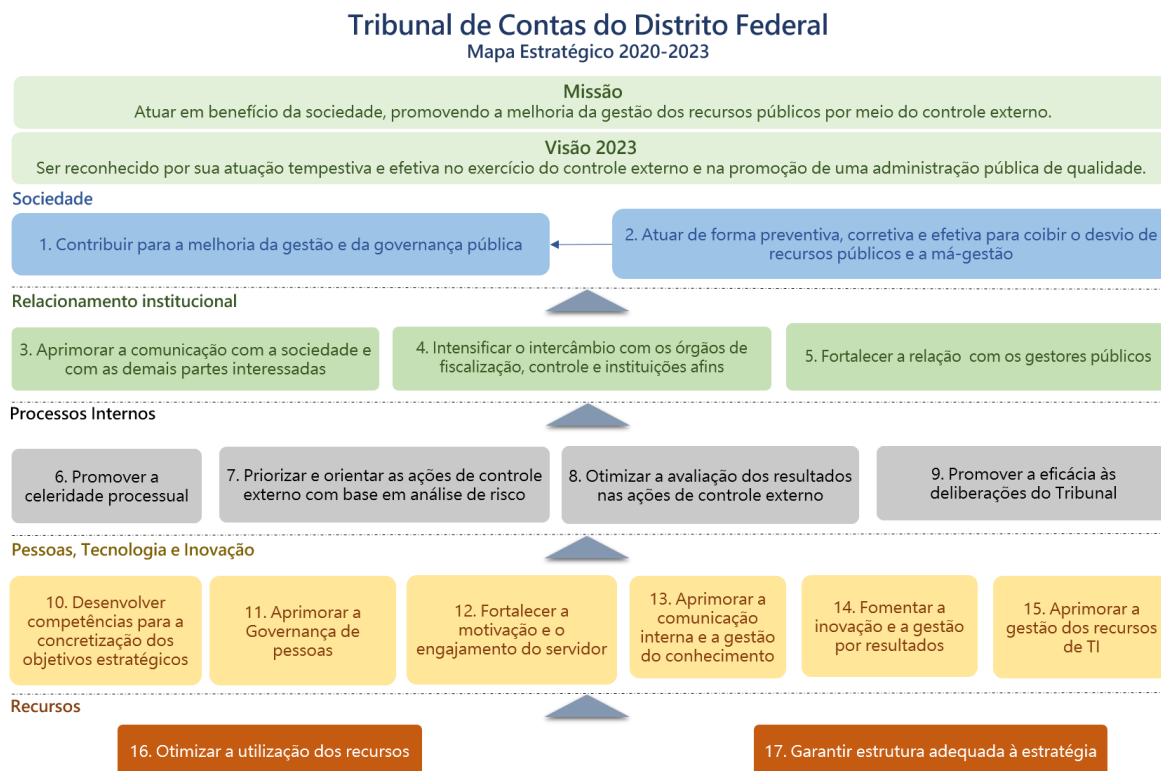 Tribunal de Contas do Distrito Federal
Mapa Estratégico 2020-2023
Missão
Atuar em benefício da sociedade, promovendo a melhoria da gestão dos recursos públicos por meio do controle externo.
Visão 2023
Ser reconhecido por sua atuação tempestiva e efetiva no exercício do controle externo e na promoção de uma administração pública de qualidade.
Sociedade
1. Contribuir para a melhoria da gestão e da governança pública
2. Atuar de forma preventiva, corretiva e efetiva para coibir o desvio de
recursos públicos e a má-gestão
Relacionamento institucional
3. Aprimorar a comunicação com a sociedade e
com as demais partes interessadas
4. Intensificar o intercâmbio com os órgãos de
fiscalização, controle e instituições afins
5. Fortalecer a relação com os gestores públicos
Processos Internos
6. Promover a
celeridade processual
7. Priorizar e orientar as ações de controle
externo com base em análise de risco
8. Otimizar a avaliação dos resultados
nas ações de controle externo
9. Promover a eficácia às
deliberações do Tribunal
Pessoas, Tecnologia e Inovação
10. Desenvolver
competências para a
concretização dos
objetivos estratégicos
11. Aprimorar a
Governança de
pessoas
12. Fortalecer a
motivação e o
engajamento do servidor
13. Aprimorar a
comunicação
interna e a gestão
do conhecimento
14. Fomentar a
inovação e a gestão
por resultados
15. Aprimorar a
gestão dos recursos
de TI
Recursos
16. Otimizar a utilização dos recursos
17. Garantir estrutura adequada à estratégia